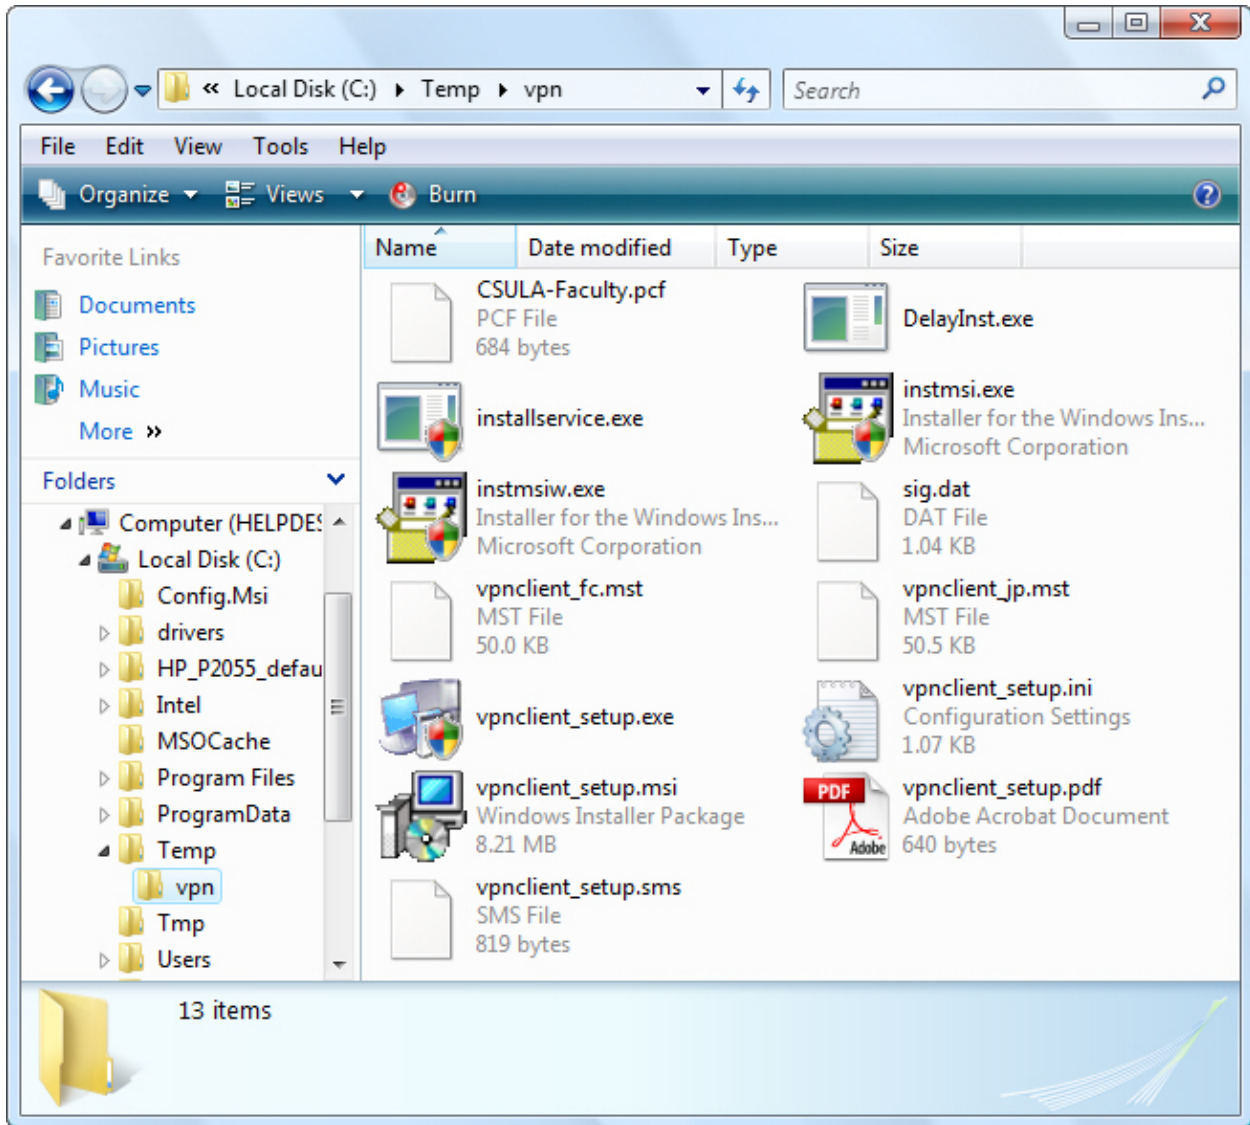 « Local Disk (C:) ▸ Temp ▸ vpn
Search
File Edit View Tools Help
Organize Views Burn
Favorite Links
Documents
Pictures
Music
More »
Folders
Computer (HELPDES
Local Disk (C:)
Config.Msi
drivers
HP_P2055_defau
Intel
MSOCache
Program Files
ProgramData
Temp
vpn
Tmp
Users
Name Date modified Type Size
CSULA-Faculty.pcf
PCF File
684 bytes
DelayInst.exe
installservice.exe
instmsi.exe
Installer for the Windows Ins...
Microsoft Corporation
instmsiw.exe
Installer for the Windows Ins...
Microsoft Corporation
sig.dat
DAT File
1.04 KB
vpnclient_fc.mst
MST File
50.0 KB
vpnclient_jp.mst
MST File
50.5 KB
vpnclient_setup.exe
vpnclient_setup.ini
Configuration Settings
1.07 KB
vpnclient_setup.msi
Windows Installer Package
8.21 MB
PDF
Adobe
vpnclient_setup.pdf
Adobe Acrobat Document
640 bytes
vpnclient_setup.sms
SMS File
819 bytes
13 items